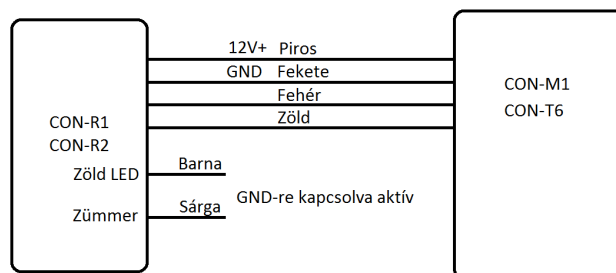 12V+ Piros
GND Fekete
Fehér
Zöld
CON-R1
CON-R2
Zöld LED
Zümmer
Barna
Sárga
GND-re kapcsolva aktív
CON-M1
CON-T6